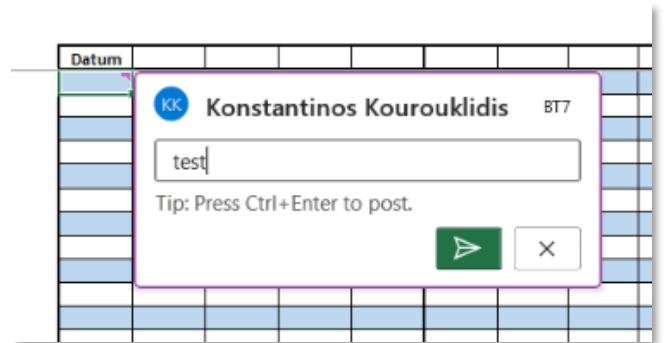 Datum
KK Konstantinos Kourouklidis BT7
test
Tip: Press Ctrl+Enter to post.